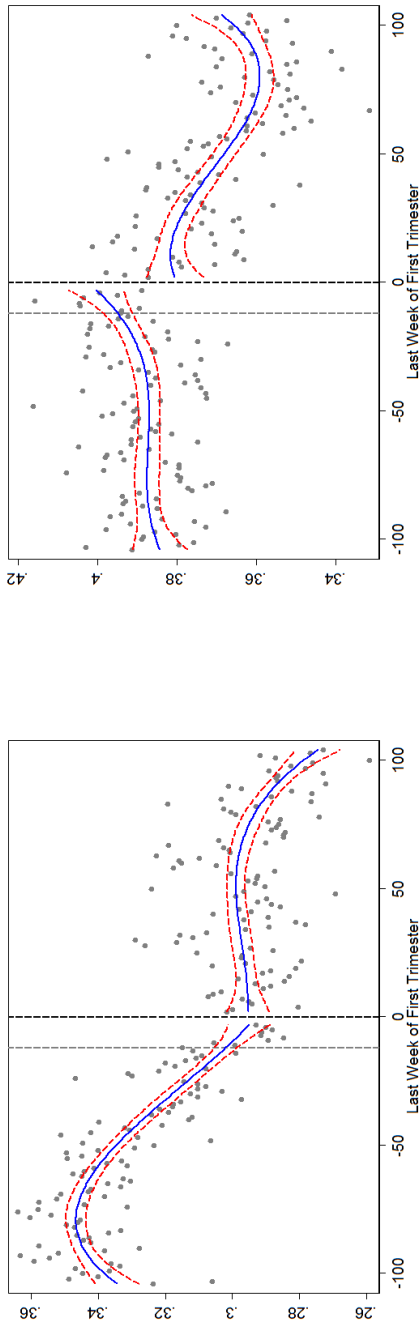 .36
.34
.32
.3
.28
.26
-100 -50 0 50 100
Last Week of First Trimester
.42
.4
.38
.36
.34
-100 -50 0 50 100
Last Week of First Trimester